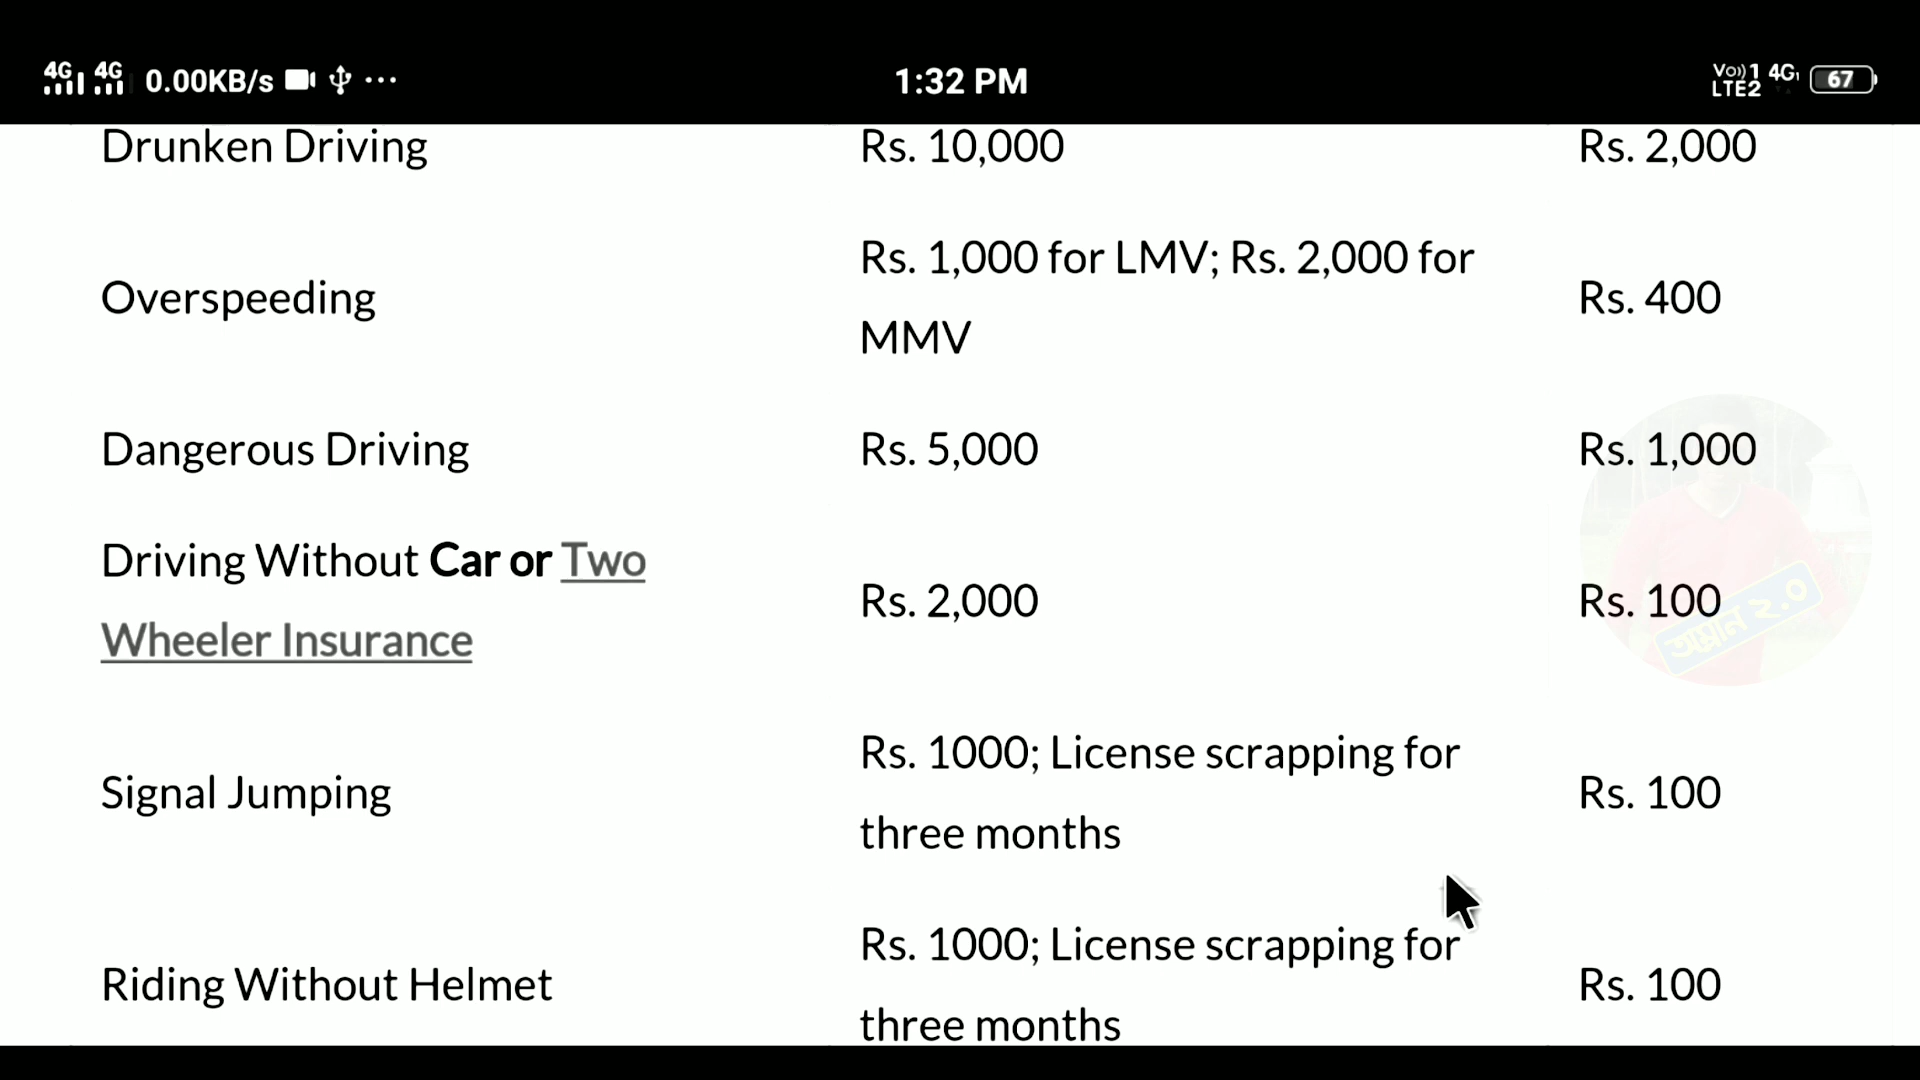 4G 4G 0.00KB/s ... 1:32 PM Vo)) 1 4G LTE2 67
Drunken Driving Rs. 10,000 Rs. 2,000
Rs. 1,000 for LMV; Rs. 2,000 for
Overspeeding Rs. 400
MMV
Dangerous Driving Rs. 5,000 Rs. 1,000
Driving Without Car or Two
Rs. 2,000 Rs. 100
Wheeler Insurance
Rs. 1000; License scrapping for
Signal Jumping Rs. 100
three months
Rs. 1000; License scrapping for
Riding Without Helmet Rs. 100
three months
২.০